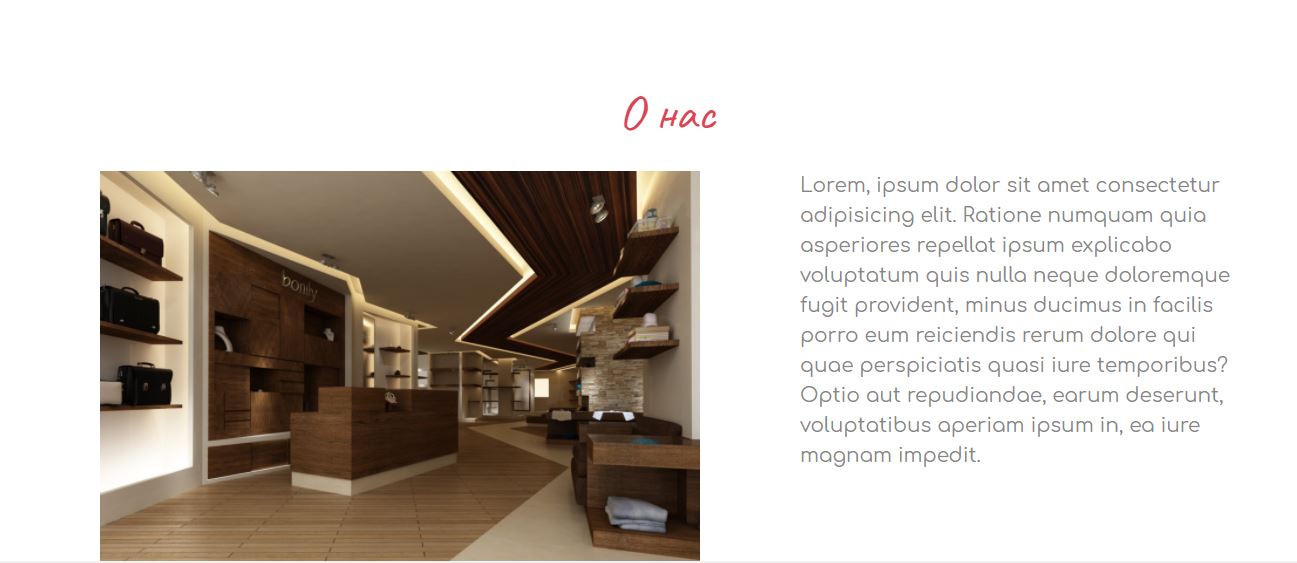 О нас
bonily
Lorem, ipsum dolor sit amet consectetur
adipisicing elit. Ratione numquam quia
asperiores repellat ipsum explicabo
voluptatum quis nulla neque doloremque
fugit provident, minus ducimus in facilis
porro eum reiciendis rerum dolore qui
quae perspiciatis quasi iure temporibus?
Optio aut repudiandae, earum deserunt,
voluptatibus aperiam ipsum in, ea iure
magnam impedit.